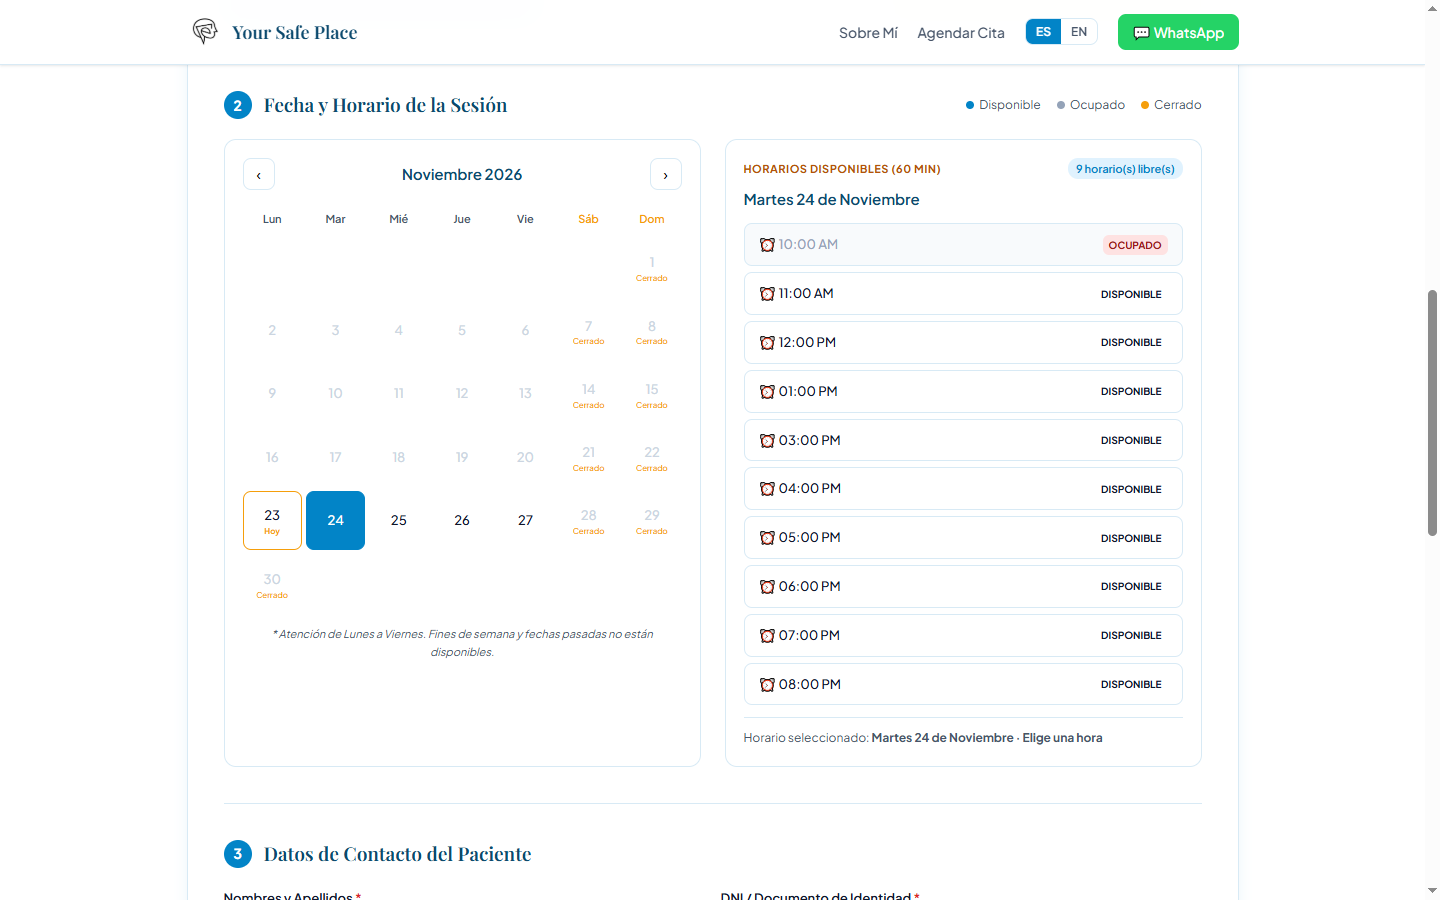 Your Safe Place
Sobre Mí
Agendar Cita
ES
EN
WhatsApp
2
Fecha y Horario de la Sesión
Disponible
Ocupado
Cerrado
‹
Noviembre 2026
›
Lun Mar Mié Jue Vie Sáb Dom
1
Cerrado
2 3 4 5 6 7 8
Cerrado Cerrado
9 10 11 12 13 14 15
Cerrado Cerrado
16 17 18 19 20 21 22
Cerrado Cerrado
23 24 25 26 27 28 29
Hoy Cerrado Cerrado
30
Cerrado
* Atención de Lunes a Viernes. Fines de semana y fechas pasadas no están
disponibles.
HORARIOS DISPONIBLES (60 MIN)
9 horario(s) libre(s)
Martes 24 de Noviembre
10:00 AM OCUPADO
11:00 AM DISPONIBLE
12:00 PM DISPONIBLE
01:00 PM DISPONIBLE
03:00 PM DISPONIBLE
04:00 PM DISPONIBLE
05:00 PM DISPONIBLE
06:00 PM DISPONIBLE
07:00 PM DISPONIBLE
08:00 PM DISPONIBLE
Horario seleccionado: Martes 24 de Noviembre · Elige una hora
3
Datos de Contacto del Paciente
Nombres y Apellidos *
DNI / Documento de Identidad *